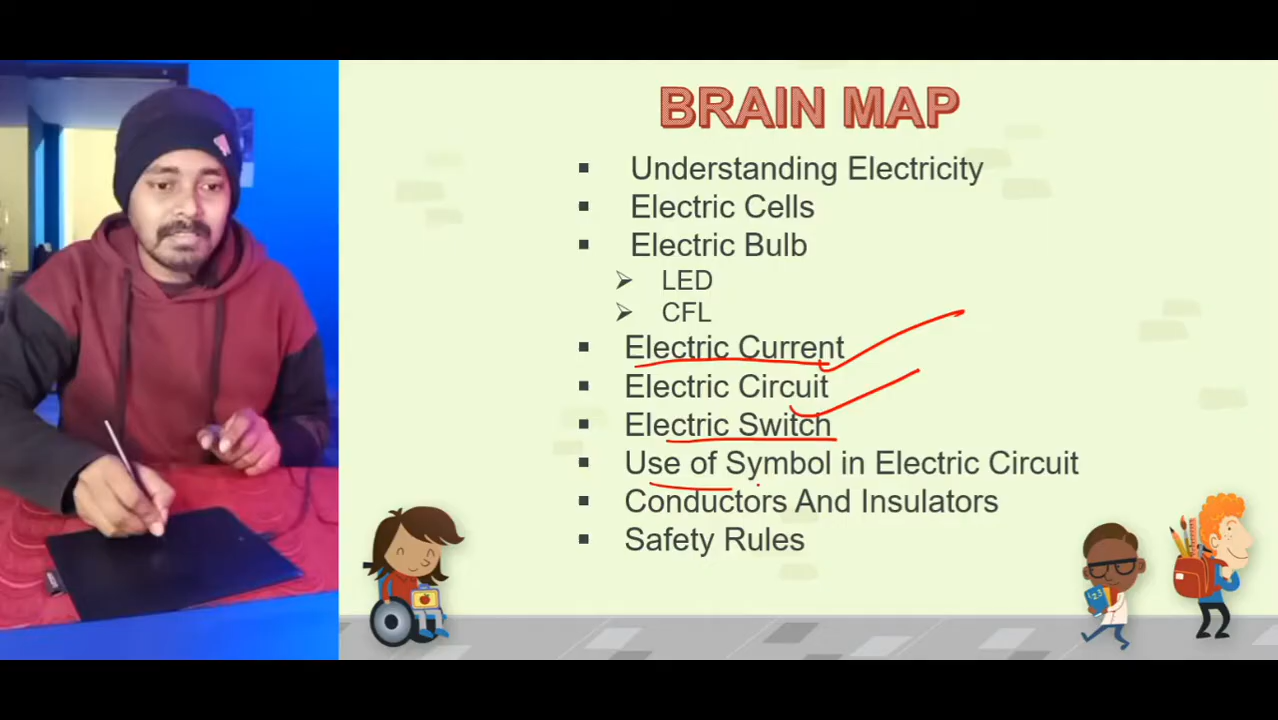 BRAIN MAP
Understanding Electricity
Electric Cells
Electric Bulb
LED
CFL
Electric Current
Electric Circuit
Electric Switch
Use of Symbol in Electric Circuit
Conductors And Insulators
Safety Rules